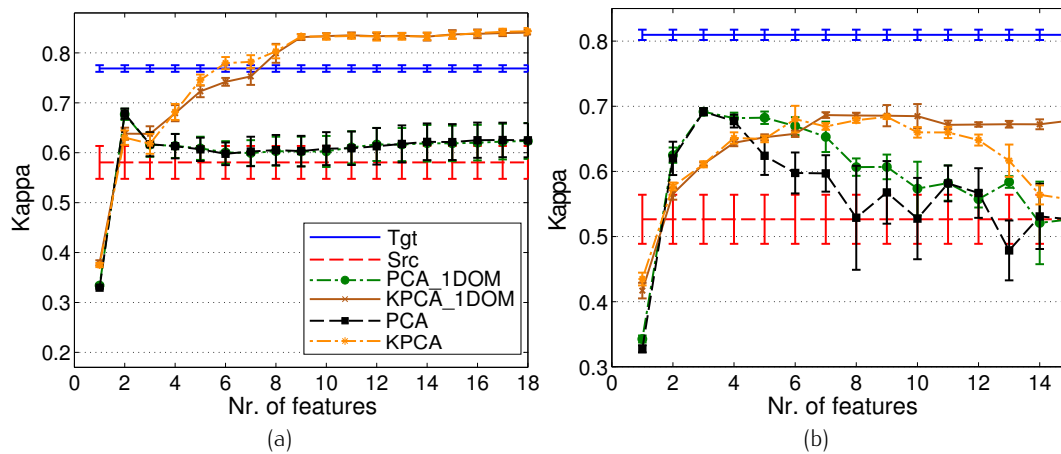 0.8
0.7
0.6
0.5
0.4
0.3
0.2
Kappa
0 2 4 6 8 10 12 14 16 18
Nr. of features
Tgt
Src
PCA_1DOM
KPCA_1DOM
PCA
KPCA
(a)
0.8
0.7
0.6
0.5
0.4
0.3
Kappa
0 2 4 6 8 10 12 14
Nr. of features
(b)